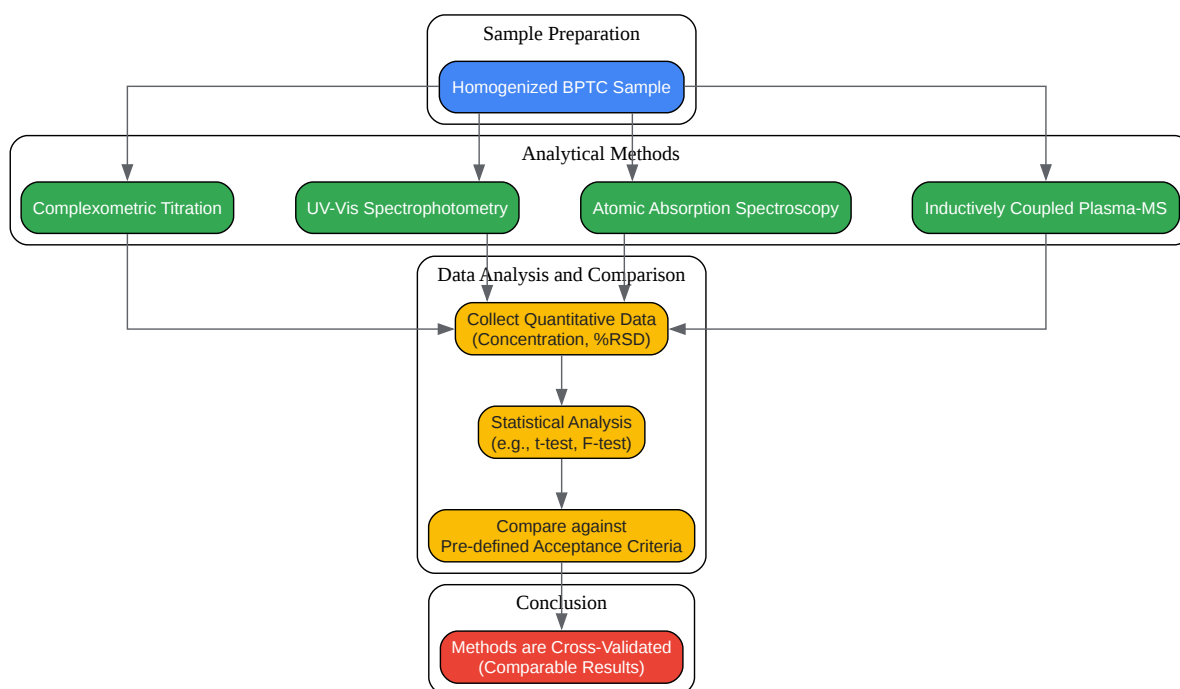 Sample Preparation
Homogenized BPTC Sample
Analytical Methods
Complexometric Titration
UV-Vis Spectrophotometry
Atomic Absorption Spectroscopy
Inductively Coupled Plasma-MS
Data Analysis and Comparison
Collect Quantitative Data
(Concentration, %RSD)
Statistical Analysis
(e.g., t-test, F-test)
Compare against
Pre-defined Acceptance Criteria
Conclusion
Methods are Cross-Validated
(Comparable Results)